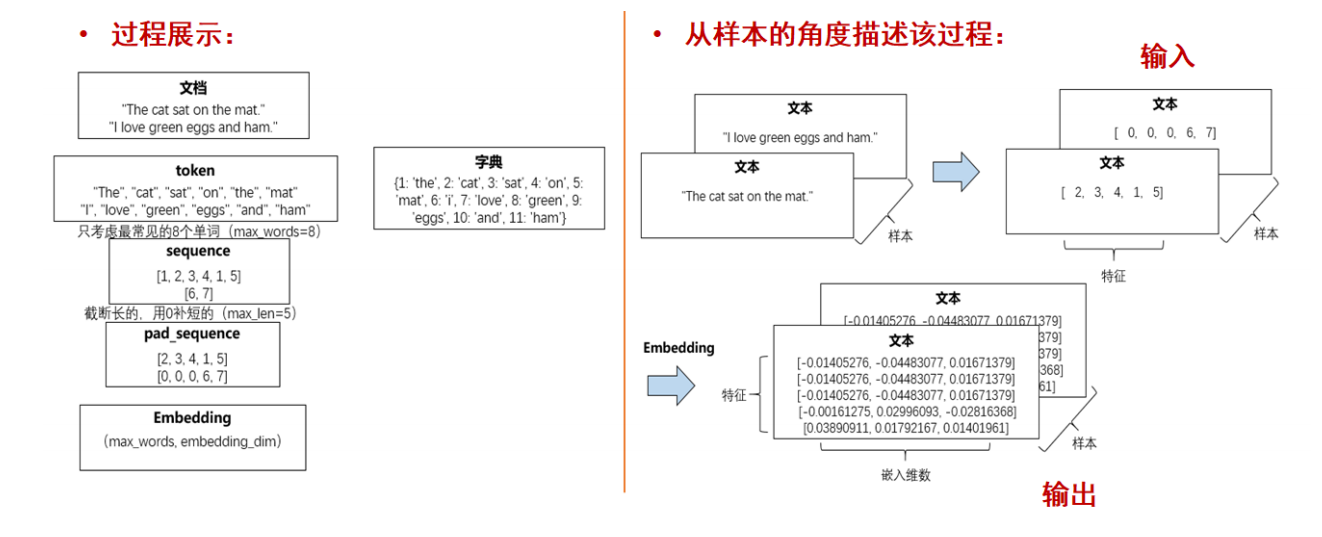 • 过程展示：
文档
"The cat sat on the mat."
"I love green eggs and ham."
token
"The", "cat", "sat", "on", "the", "mat"
"I", "love", "green", "eggs", "and", "ham"
只考虑最常见的8个单词（max_words=8）
sequence
[1, 2, 3, 4, 1, 5]
[6, 7]
截断长的，用0补短的（max_len=5）
pad_sequence
[2, 3, 4, 1, 5]
[0, 0, 0, 6, 7]
Embedding
（max_words, embedding_dim）
字典
{1: 'the', 2: 'cat', 3: 'sat', 4: 'on', 5:
'mat', 6: 'i', 7: 'love', 8: 'green', 9:
'eggs', 10: 'and', 11: 'ham'}
• 从样本的角度描述该过程：
输入
文本
"I love green eggs and ham."
文本
"The cat sat on the mat."
样本
文本
[ 0, 0, 0, 6, 7]
文本
[ 2, 3, 4, 1, 5]
样本
特征
Embedding
文本
[-0.01405276, -0.04483077, 0.01671379]
379]
379]
368]
61]
文本
[-0.01405276, -0.04483077, 0.01671379]
[-0.01405276, -0.04483077, 0.01671379]
[-0.01405276, -0.04483077, 0.01671379]
[-0.00161275, 0.02996093, -0.02816368]
[0.03890911, 0.01792167, 0.01401961]
特征
样本
嵌入维数
输出